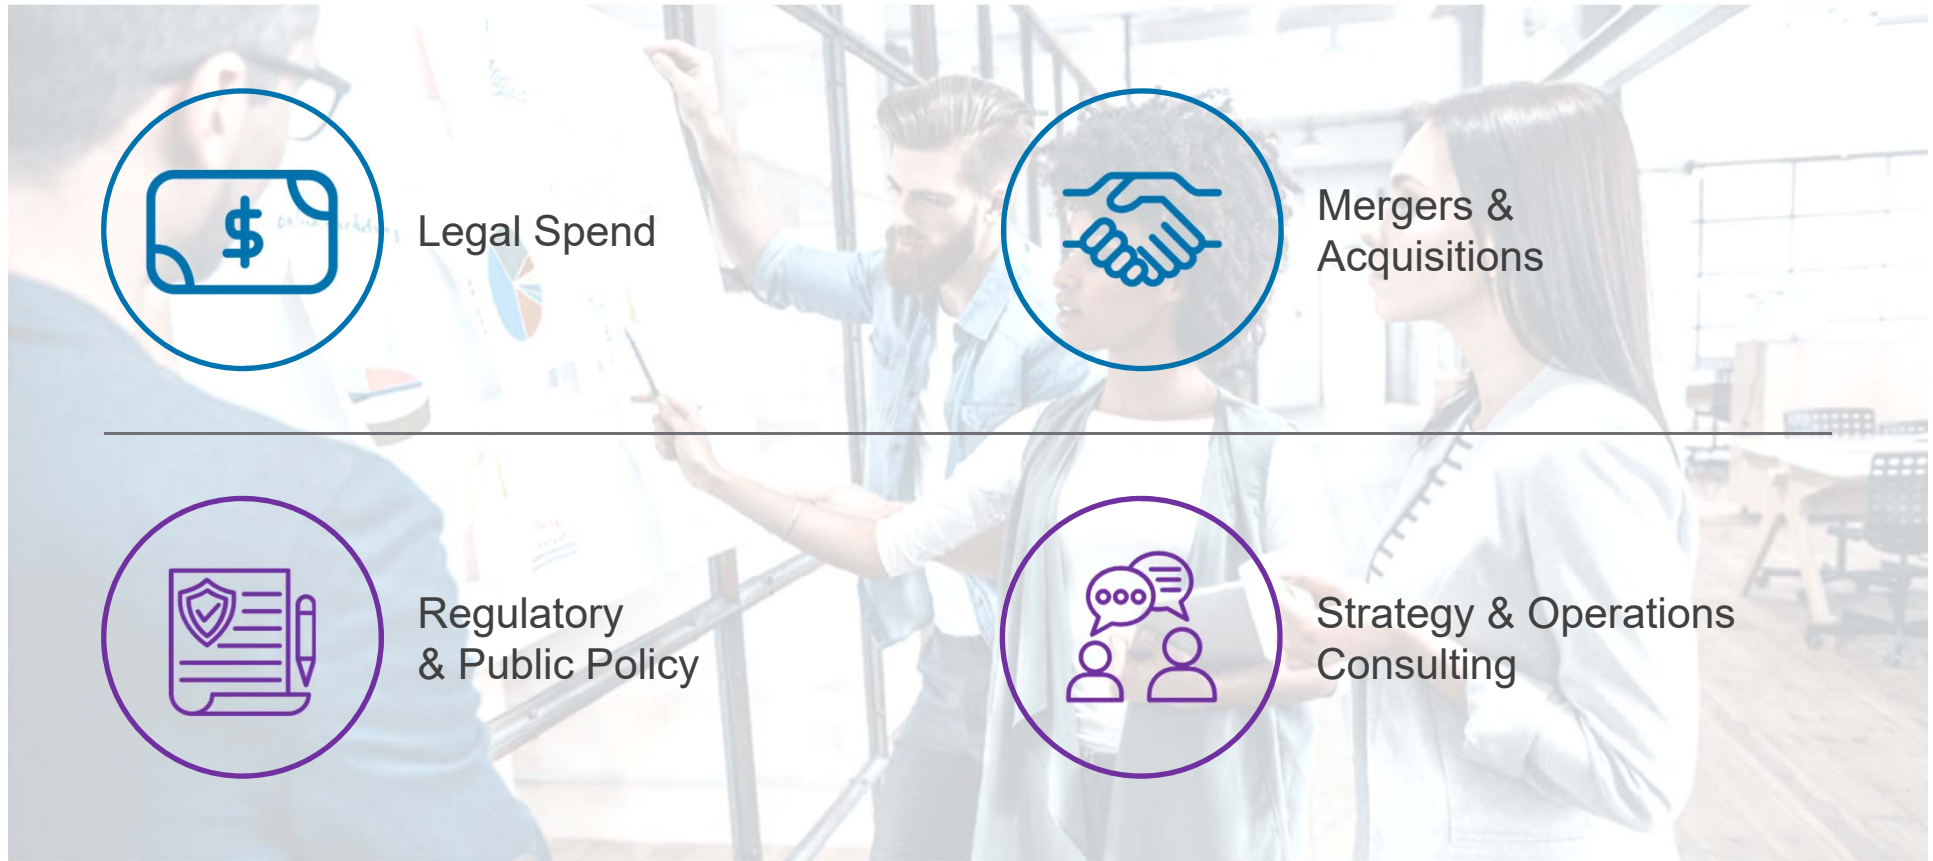 Legal Spend
Mergers &
Acquisitions
Regulatory
& Public Policy
Strategy & Operations
Consulting